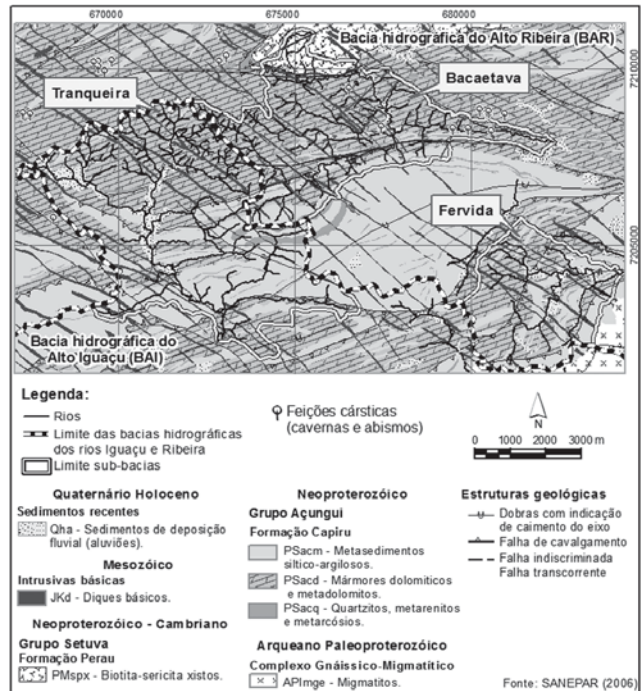 670000
675000
680000
Bacia hidrográfica do Alto Ribeira (BAR)
7210000
Tranqueira
Bacaetava
Fervida
7200000
Bacia hidrográfica do
Alto Iguaçu (BAI)
Legenda:
Rios
Limite das bacias hidrográficas
dos rios Iguaçu e Ribeira
Limite sub-bacias
Feições cársticas
(cavernas e abismos)
N
0 1000 2000 3000 m
Quaternário Holoceno
Sedimentos recentes
Qha - Sedimentos de deposição
fluvial (aluviões).
Mesozóico
Intrusivas básicas
JKd - Diques básicos.
Neoproterozóico - Cambriano
Grupo Setuva
Formação Perau
PMspx - Biotita-sericita xistos.
Neoproterozóico
Grupo Açungui
Formação Capiru
PSacm - Metasedimentos
síltico-argilosos.
PSacd - Mármores dolomíticos
e metadolomitos.
PSacq - Quartzitos, metarenitos
e metarcósios.
Arqueano Paleoproterozóico
Complexo Gnáissico-Migmatítico
APImge - Migmatitos.
Estruturas geológicas
Dobras com indicação
de caimento do eixo
Falha de cavalgamento
Falha indiscriminada
Falha transcorrente
Fonte: SANEPAR (2006)